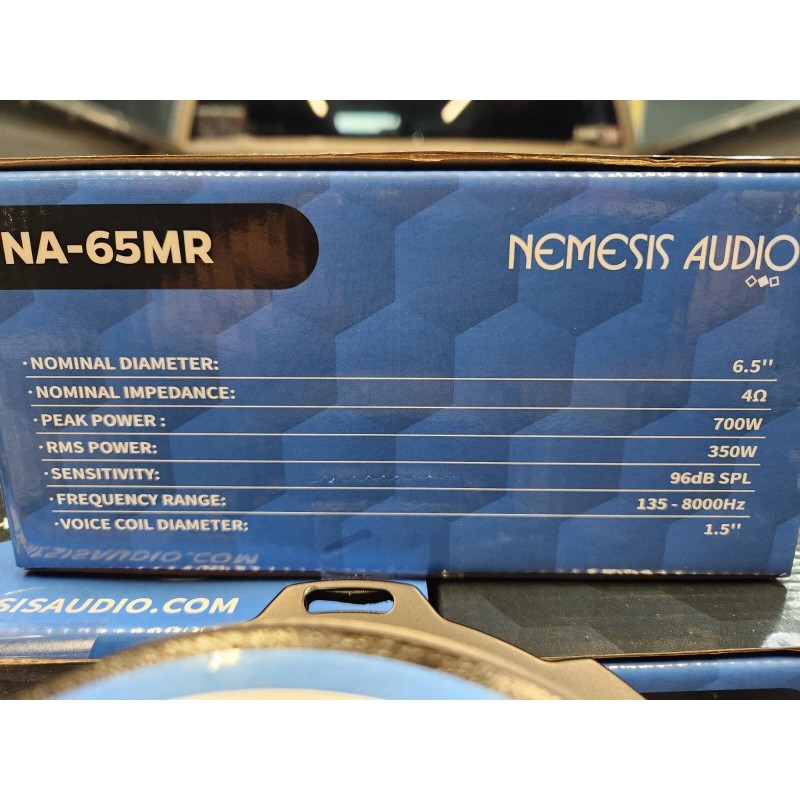 NA-65MR
NEMESIS AUDIO
· NOMINAL DIAMETER: 6.5''
· NOMINAL IMPEDANCE: 4Ω
· PEAK POWER : 700W
· RMS POWER: 350W
· SENSITIVITY: 96dB SPL
· FREQUENCY RANGE: 135 - 8000Hz
· VOICE COIL DIAMETER: 1.5''
SISAUDIO.COM